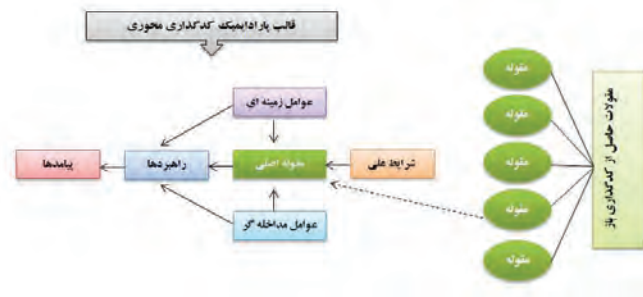 قالب پارادایمیک کدگذاری محوری
مقوله
عوامل زمینه ای
مقوله
مقولات حاصل از کدگذاری باز
شرایط علی
مقوله اصلی
راهبردها
پیامدها
مقوله
مقوله
عوامل مداخله گر
مقوله